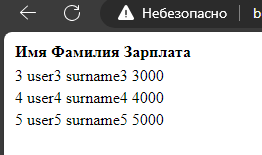 Небезопасно b
Имя Фамилия Зарплата
3 user3 surname3 3000
4 user4 surname4 4000
5 user5 surname5 5000